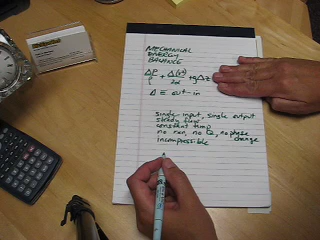 MECHANICAL
ENERGY
BALANCE
ΔP/ρ + Δ(v²)/2α + gΔz
Δ ≡ out - in
single input, single output
steady flow
constant temp
no rxn, no Q, no phase change
incompressible